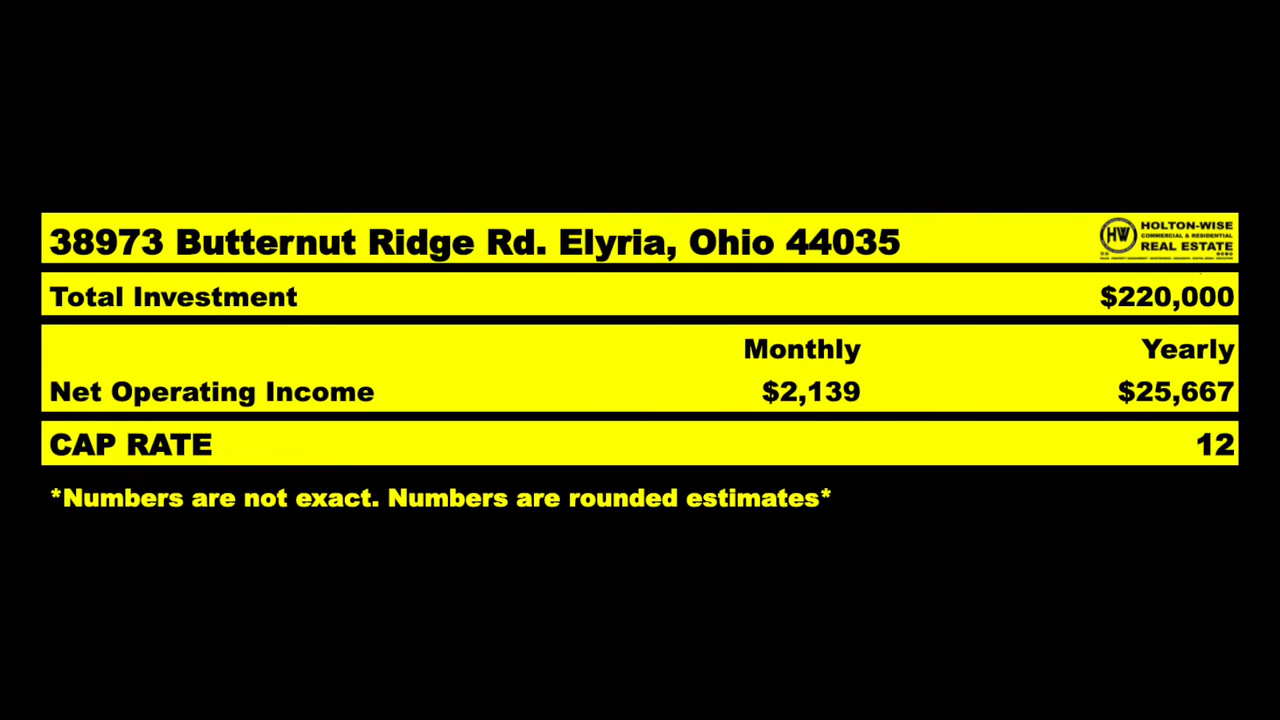 38973 Butternut Ridge Rd. Elyria, Ohio 44035
HW
HOLTON-WISE
COMMERCIAL & RESIDENTIAL
REAL ESTATE
Total Investment $220,000
Monthly Yearly
Net Operating Income $2,139 $25,667
CAP RATE 12
*Numbers are not exact. Numbers are rounded estimates*